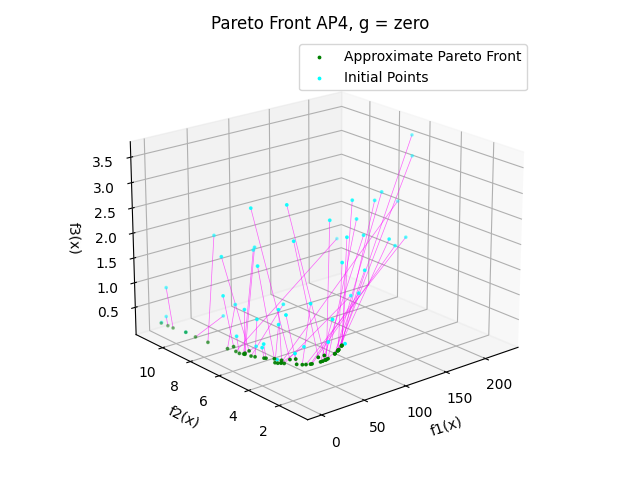 Pareto Front AP4, g = zero
Approximate Pareto Front
Initial Points
3.5
3.0
2.5
2.0
1.5
1.0
0.5
f3(x)
10
8
6
4
2
f2(x)
0
50
100
150
200
f1(x)